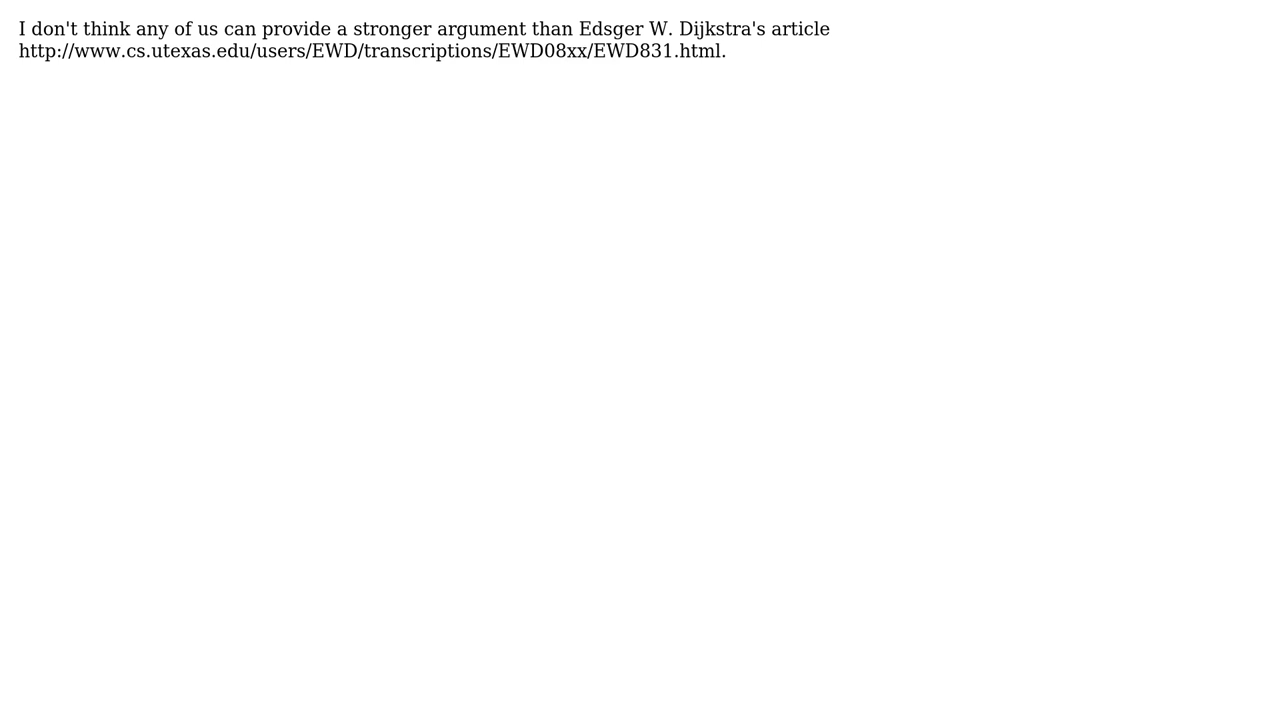 I don't think any of us can provide a stronger argument than Edsger W. Dijkstra's article
http://www.cs.utexas.edu/users/EWD/transcriptions/EWD08xx/EWD831.html.